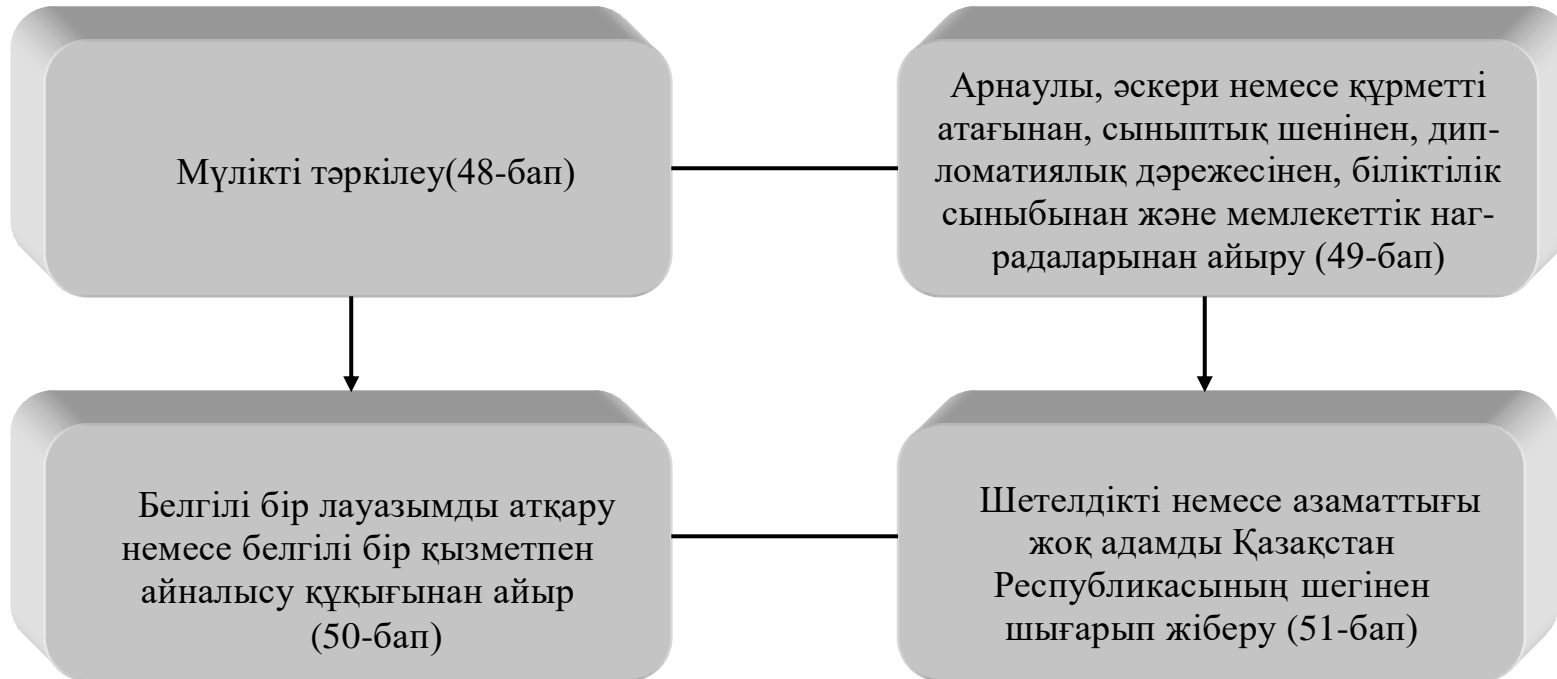 Мүлікті тәркілеу(48-бап)
Арнаулы, әскери немесе құрметті
атағынан, сыныптық шенінен, дип-
ломатиялық дәрежесінен, біліктілік
сыныбынан және мемлекеттік наг-
радаларынан айыру (49-бап)
Белгілі бір лауазымды атқару
немесе белгілі бір қызметпен
айналысу құқығынан айыр
(50-бап)
Шетелдікті немесе азаматтығы
жоқ адамды Қазақстан
Республикасының шегінен
шығарып жіберу (51-бап)